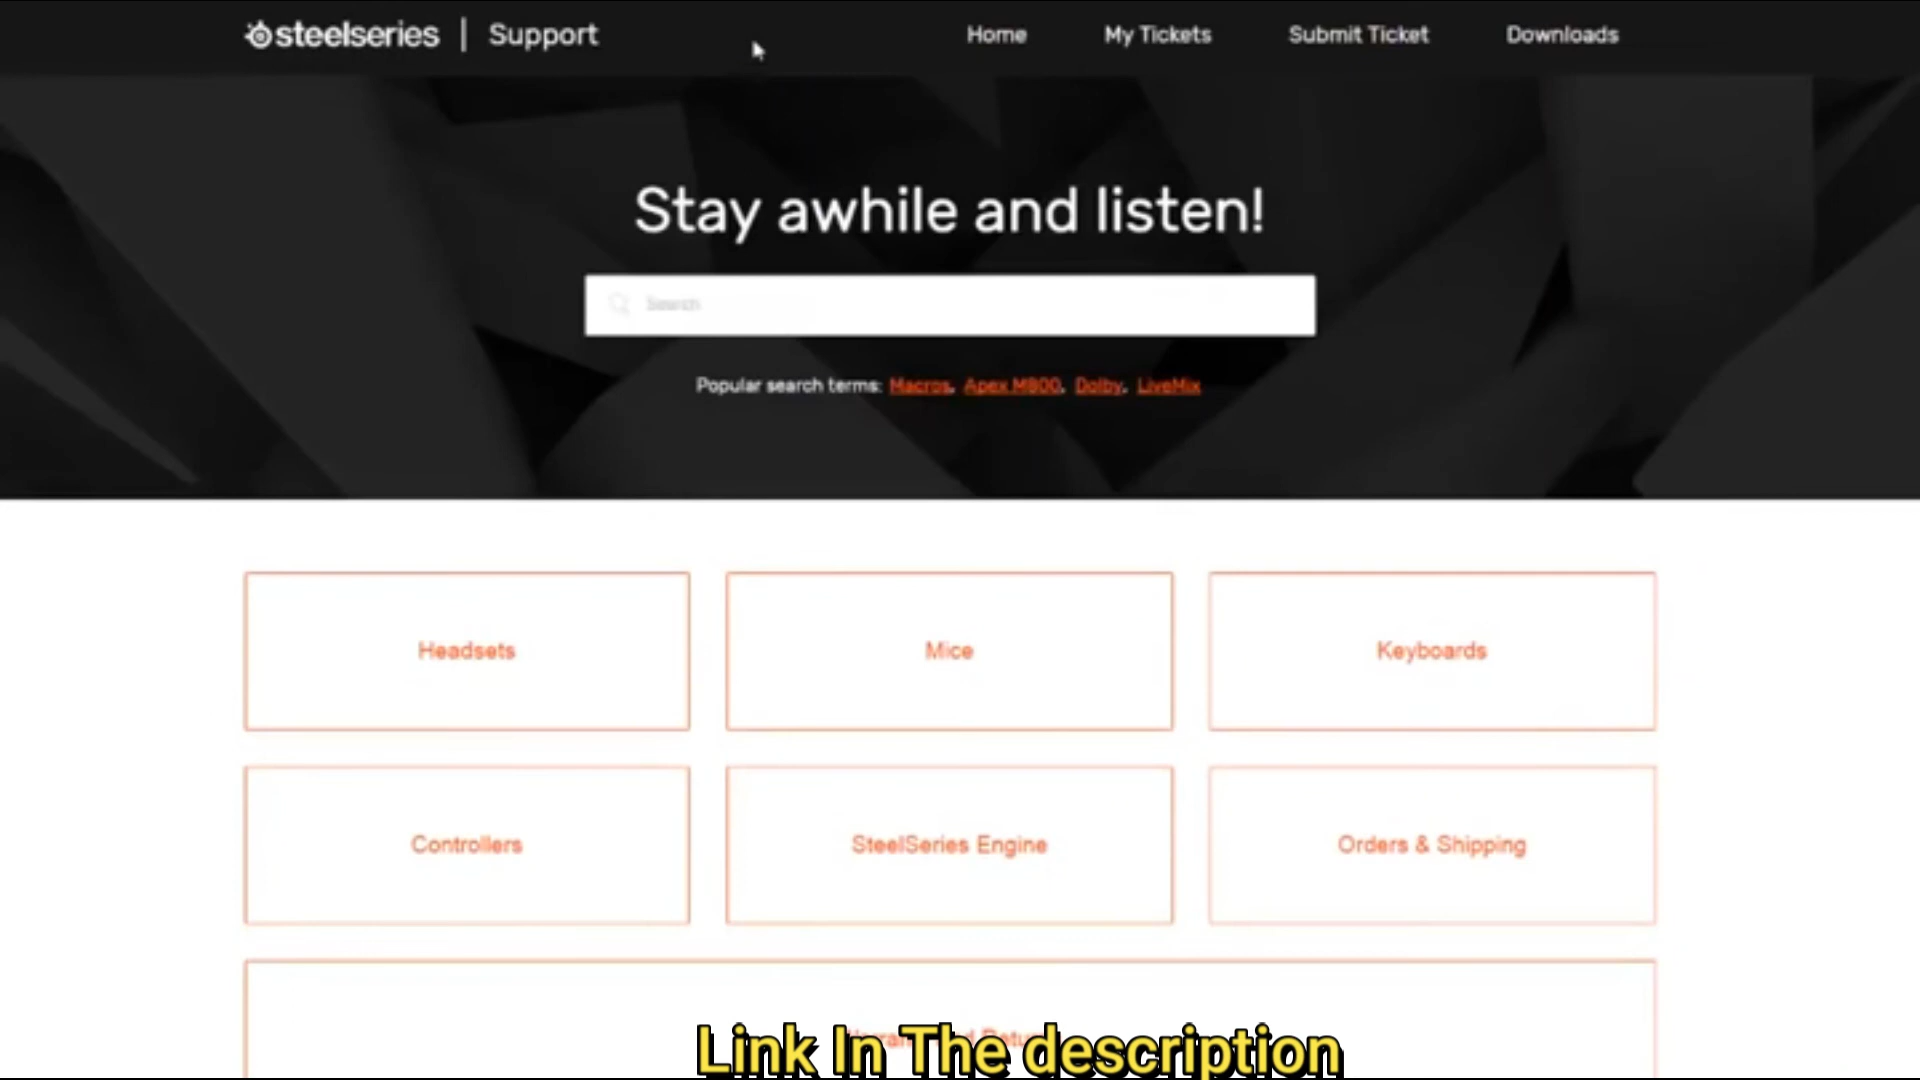 steelseries | Support
Home
My Tickets
Submit Ticket
Downloads
Stay awhile and listen!
Search
Popular search terms: Macros, Apex M800, Dolby, LiveMix
Headsets
Mice
Keyboards
Controllers
SteelSeries Engine
Orders & Shipping
Link In The description